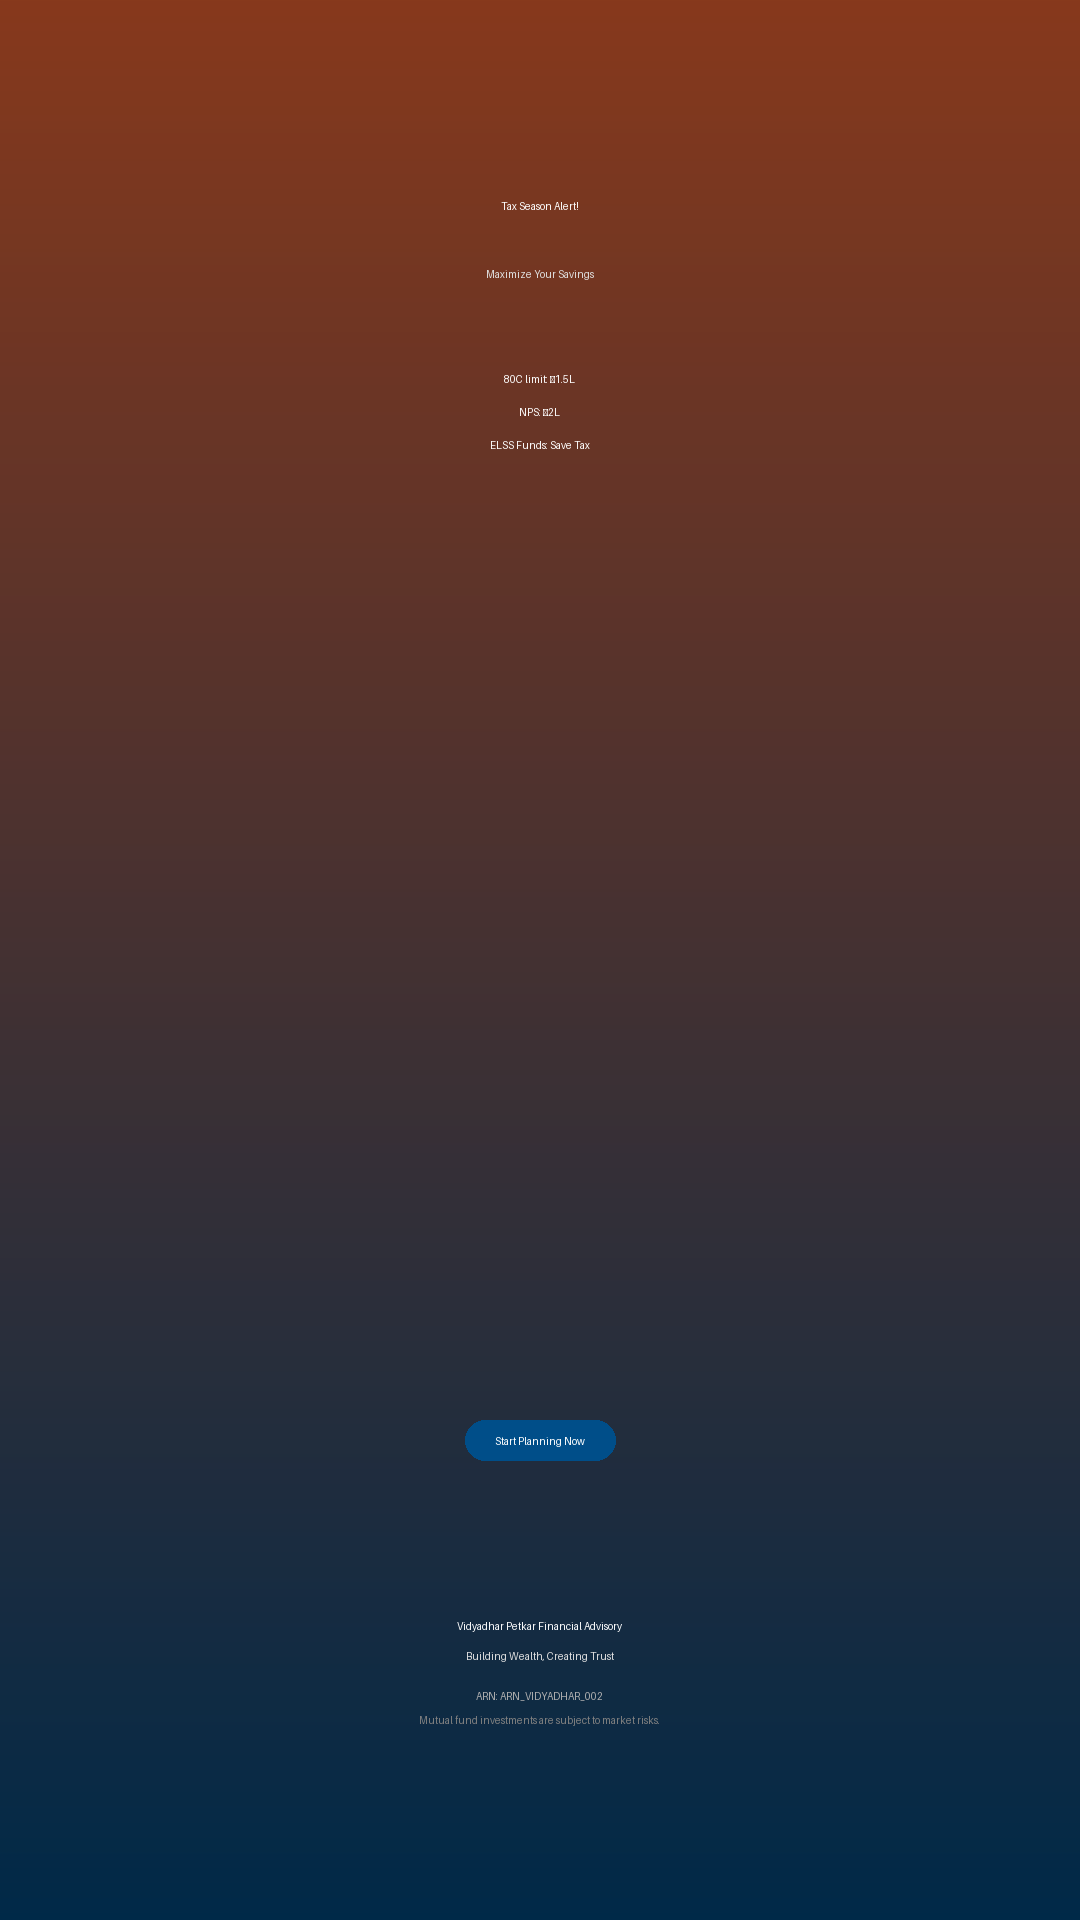 Tax Season Alert!
Maximize Your Savings
80C limit: 1.5L
NPS: 2L
ELSS Funds: Save Tax
Start Planning Now
Vidyadhar Petkar Financial Advisory
Building Wealth, Creating Trust
ARN: ARN_VIDYADHAR_002
Mutual fund investments are subject to market risks.